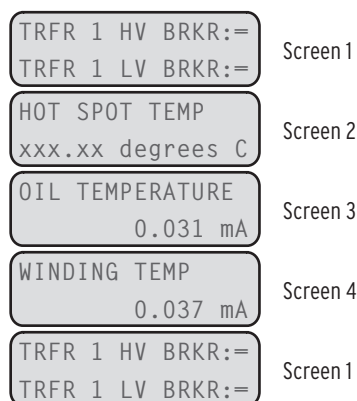 TRFR 1 HV BRKR:=
TRFR 1 LV BRKR:=
Screen 1
HOT SPOT TEMP
xxx.xx degrees C
Screen 2
OIL TEMPERATURE
0.031 mA
Screen 3
WINDING TEMP
0.037 mA
Screen 4
TRFR 1 HV BRKR:=
TRFR 1 LV BRKR:=
Screen 1